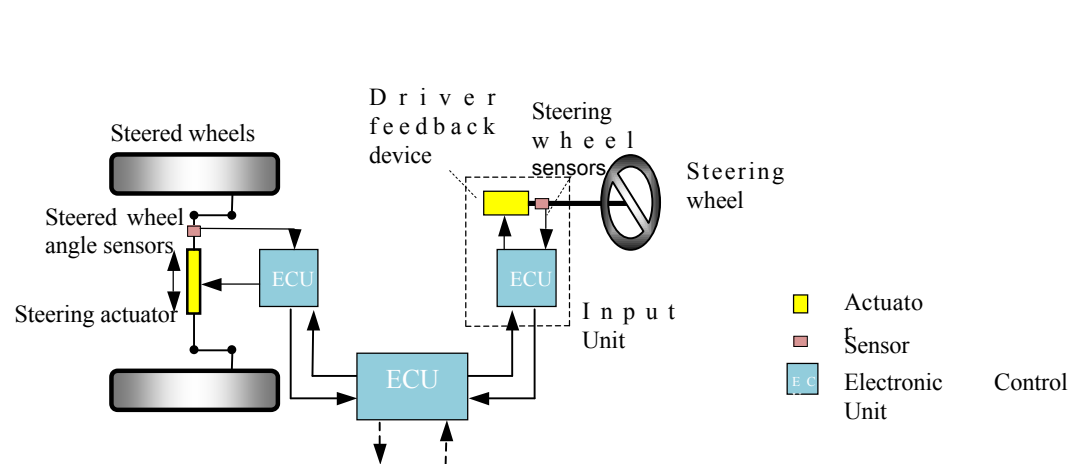 Driver
feedback
device
Steering
wheel
sensors
Steered wheels
Steering
wheel
Steered wheel
angle sensors
ECU
ECU
Steering actuator
Input
Unit
ECU
Actuato
r
Sensor
E C
Electronic Control
Unit